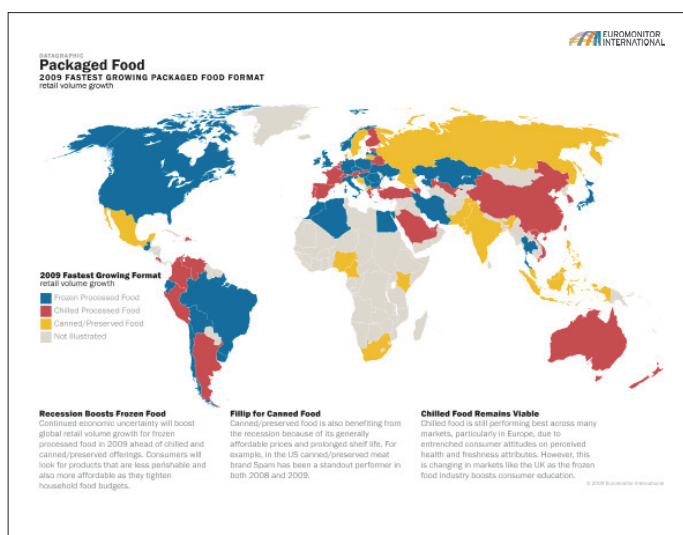 EUROMONITOR
INTERNATIONAL
DATAGRAPHIC
Packaged Food
2009 FASTEST GROWING PACKAGED FOOD FORMAT
retail volume growth
2009 Fastest Growing Format
retail volume growth
Frozen Processed Food
Chilled Processed Food
Canned/Preserved Food
Not Illustrated
Recession Boosts Frozen Food
Continued economic uncertainty will boost
global retail volume growth for frozen
processed food in 2009 ahead of chilled and
canned/preserved offerings. Consumers will
look for products that are less perishable and
also more affordable as they tighten
household food budgets.
Fillip for Canned Food
Canned/preserved food is also benefiting from
the recession because of its generally
affordable prices and prolonged shelf life. For
example, in the US canned/preserved meat
brand Spam has been a standout performer in
both 2008 and 2009.
Chilled Food Remains Viable
Chilled food is still performing best across many
markets, particularly in Europe, due to
entrenched consumer attitudes on perceived
health and freshness attributes. However, this
is changing in markets like the UK as the frozen
food industry boosts consumer education.
© 2009 Euromonitor International